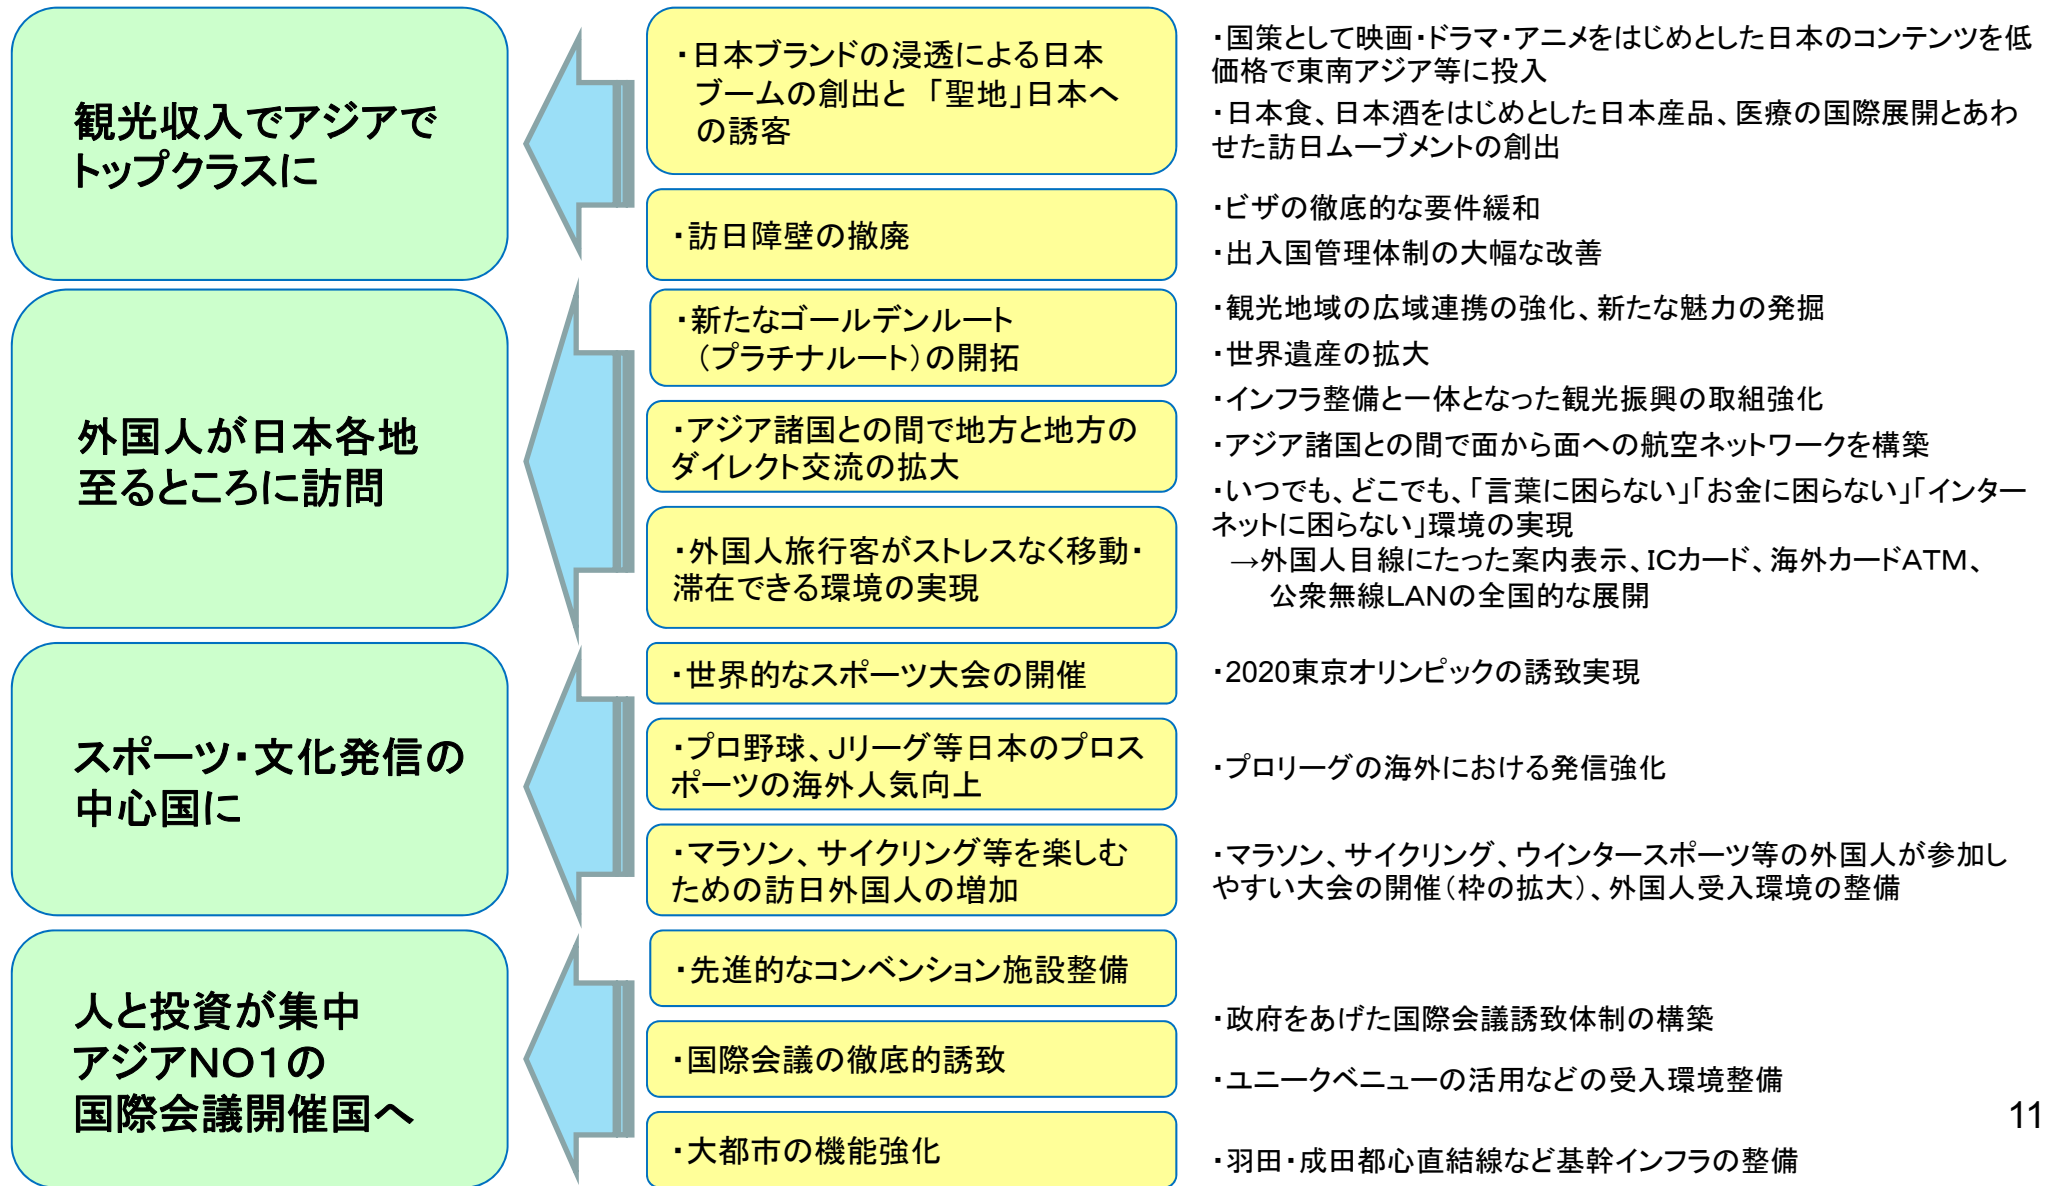 観光収入でアジアで
トップクラスに
・日本ブランドの浸透による日本
ブームの創出と 「聖地」日本へ
の誘客
・国策として映画・ドラマ・アニメをはじめとした日本のコンテンツを低
価格で東南アジア等に投入
・日本食、日本酒をはじめとした日本産品、医療の国際展開とあわ
せた訪日ムーブメントの創出
・訪日障壁の撤廃
・ビザの徹底的な要件緩和
・出入国管理体制の大幅な改善
外国人が日本各地
至るところに訪問
・新たなゴールデンルート
（プラチナルート）の開拓
・アジア諸国との間で地方と地方の
ダイレクト交流の拡大
・外国人旅行客がストレスなく移動・
滞在できる環境の実現
・観光地域の広域連携の強化、新たな魅力の発掘
・世界遺産の拡大
・インフラ整備と一体となった観光振興の取組強化
・アジア諸国との間で面から面への航空ネットワークを構築
・いつでも、どこでも、「言葉に困らない」「お金に困らない」「インター
ネットに困らない」環境の実現
→外国人目線にたった案内表示、ICカード、海外カードATM、
公衆無線LANの全国的な展開
スポーツ・文化発信の
中心国に
・世界的なスポーツ大会の開催
・2020東京オリンピックの誘致実現
・プロ野球、Jリーグ等日本のプロス
ポーツの海外人気向上
・プロリーグの海外における発信強化
・マラソン、サイクリング等を楽しむ
ための訪日外国人の増加
・マラソン、サイクリング、ウインタースポーツ等の外国人が参加し
やすい大会の開催（枠の拡大）、外国人受入環境の整備
人と投資が集中
アジアNO1の
国際会議開催国へ
・先進的なコンベンション施設整備
・国際会議の徹底的誘致
・大都市の機能強化
・政府をあげた国際会議誘致体制の構築
・ユニークベニューの活用などの受入環境整備
・羽田・成田都心直結線など基幹インフラの整備
11